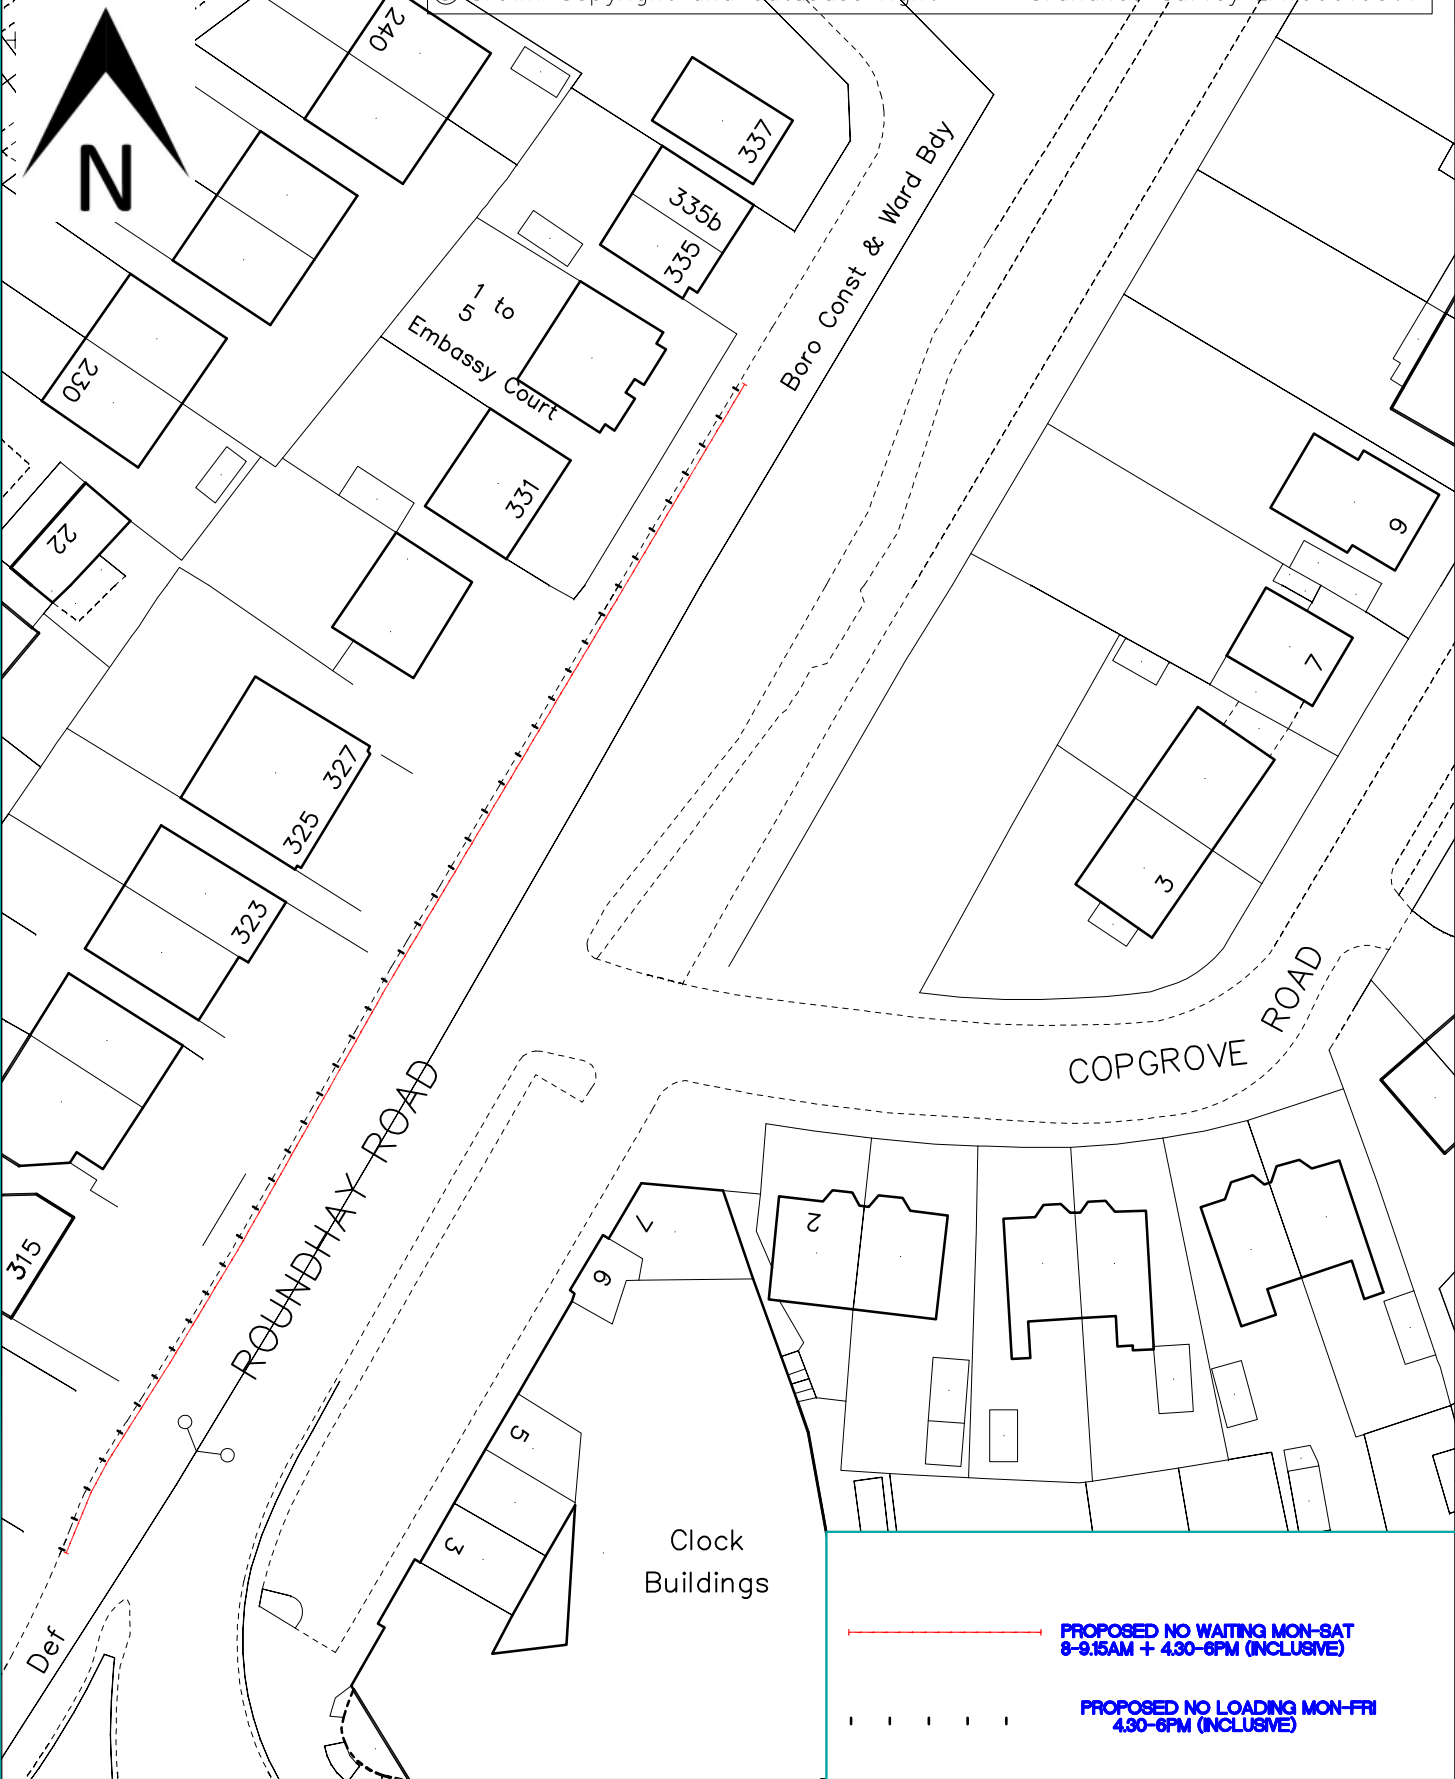 N
240
337
335b
335
1 to
5
Embassy Court
Boro Const & Ward Bdy
230
331
22
9
7
327
325
3
323
ROUNDHAY ROAD
COPGROVE ROAD
315
7
6
2
5
3
Clock
Buildings
Def
PROPOSED NO WAITING MON-SAT
8-9.15AM + 4.30-6PM (INCLUSIVE)
PROPOSED NO LOADING MON-FRI
4.30-6PM (INCLUSIVE)